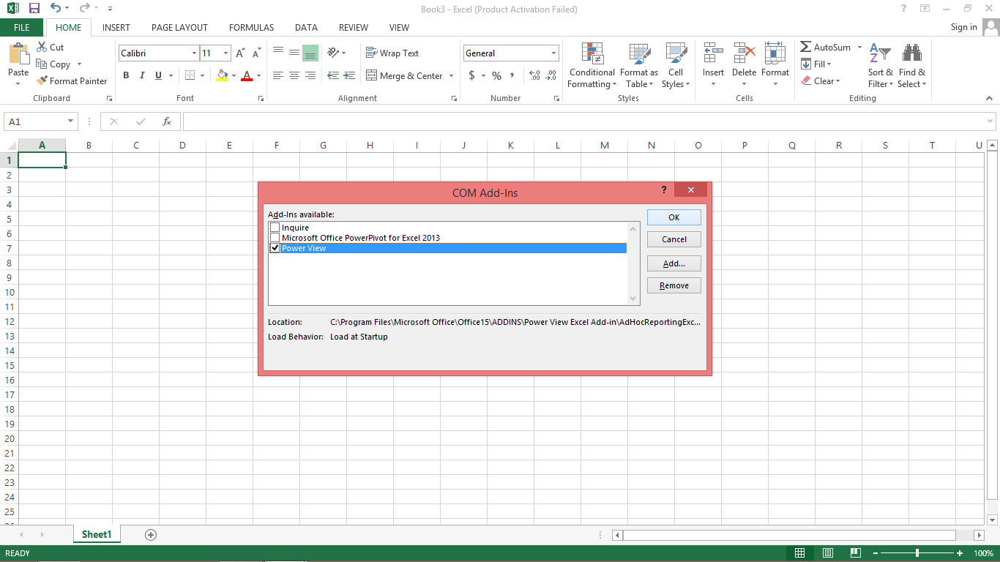 Book3 - Excel (Product Activation Failed)
FILE HOME INSERT PAGE LAYOUT FORMULAS DATA REVIEW VIEW Sign in
Paste
Cut
Copy
Format Painter
Clipboard
Calibri 11
B I U
Font
Wrap Text
Merge & Center
Alignment
General
$ % ,
Number
Conditional Formatting
Format as Table
Cell Styles
Styles
Insert Delete Format
Cells
AutoSum
Fill
Clear
Sort & Filter
Find & Select
Editing
A1 fx
A B C D E F G H I J K L M N O P Q R S T U
1
2
3
4
5
6
7
8
9
10
11
12
13
14
15
16
17
18
19
20
21
22
23
24
25
26
COM Add-Ins ?
Add-Ins available:
Inquire
Microsoft Office PowerPivot for Excel 2013
Power View
OK
Cancel
Add...
Remove
Location: C:\Program Files\Microsoft Office\Office15\ADDINS\Power View Excel Add-in\AdHocReportingExc...
Load Behavior: Load at Startup
Sheet1
READY 100%